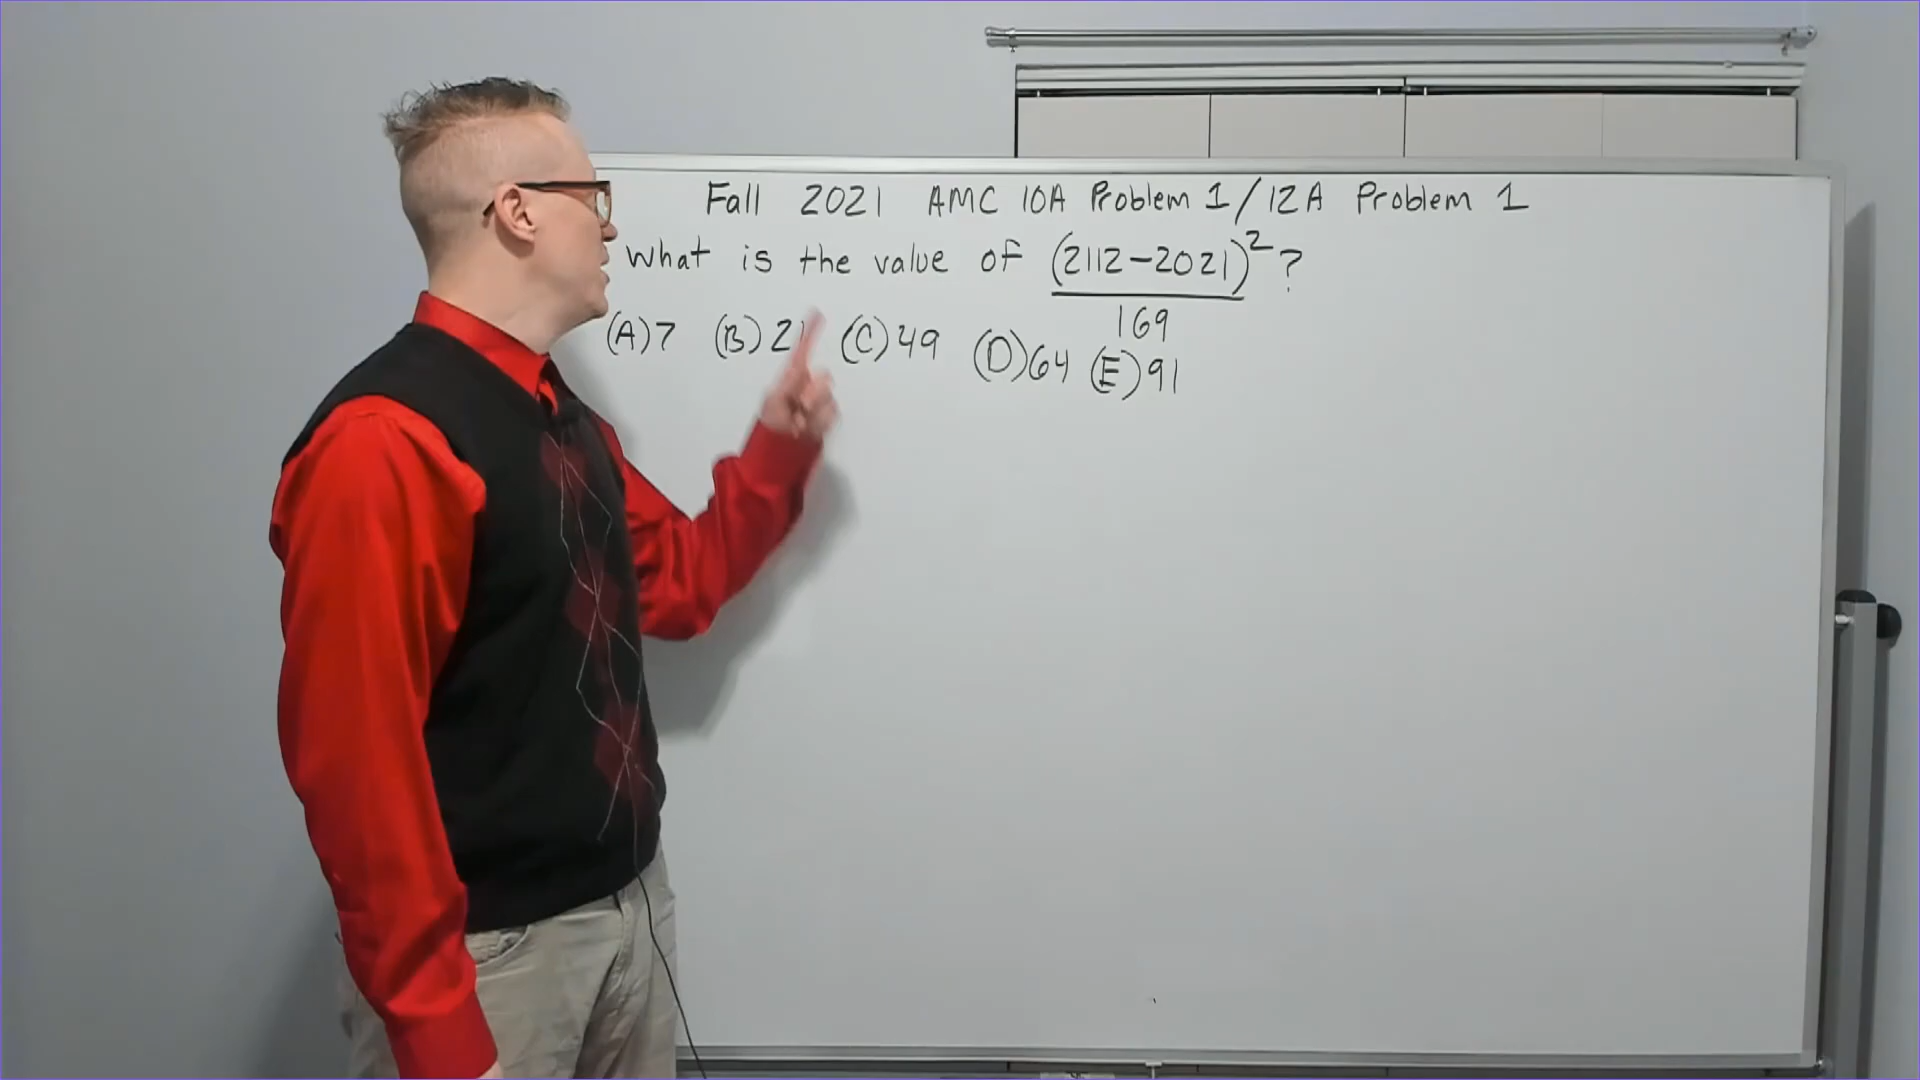 Fall 2021 AMC 10A Problem 1/12A Problem 1
What is the value of (2112-2021)²?
169
(A)7 (B)21 (C)49 (D)64 (E)91